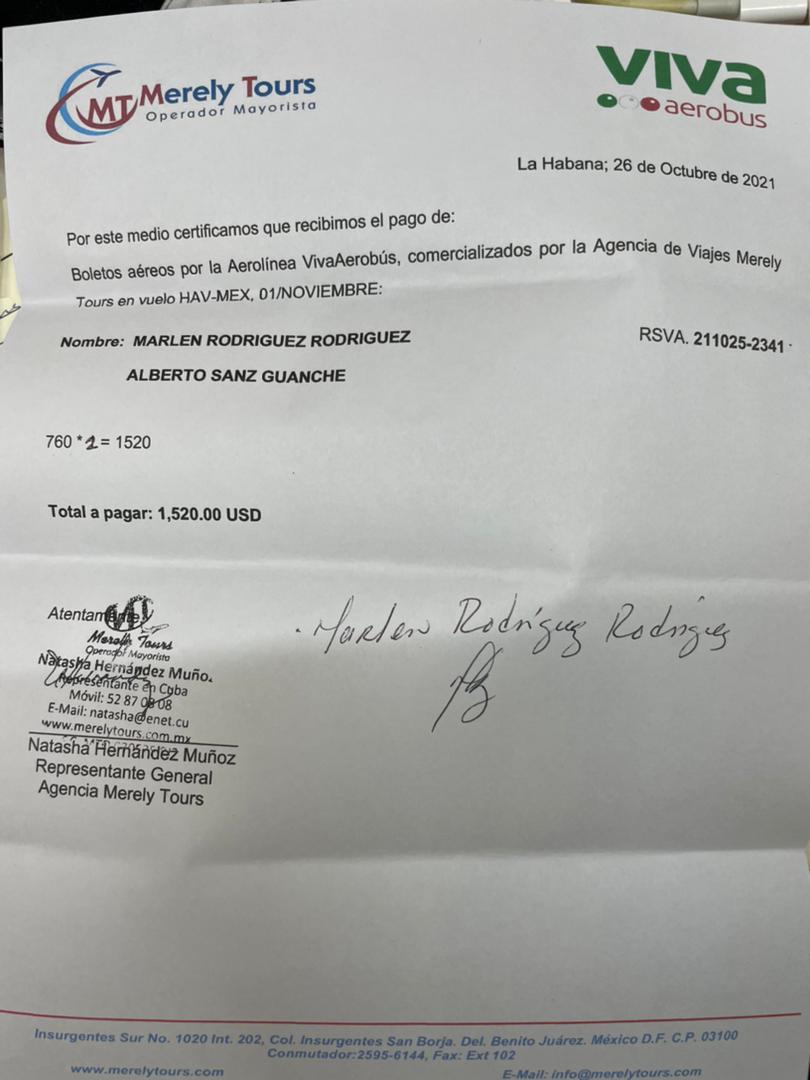 MT Merely Tours
Operador Mayorista
VIVA
aerobus
La Habana; 26 de Octubre de 2021
Por este medio certificamos que recibimos el pago de:
Boletos aéreos por la Aerolínea VivaAerobús, comercializados por la Agencia de Viajes Merely
Tours en vuelo HAV-MEX, 01/NOVIEMBRE:
Nombre: MARLEN RODRIGUEZ RODRIGUEZ
RSVA. 211025-2341
ALBERTO SANZ GUANCHE
760 *2= 1520
Total a pagar: 1,520.00 USD
Marlen Rodríguez Rodríguez
Merely Tours
Operador Mayorista
Natasha Hernández Muño.
Representante en Cuba
Móvil: 52 87
E-Mail: natasha@enet.cu
www.merelytours.com.mx
Natasha Hernández Muñoz
Representante General
Agencia Merely Tours
Insurgentes Sur No. 1020 Int. 202, Col. Insurgentes San Borja. Del. Benito Juárez. México D.F. C.P. 03100
Conmutador:2595-6144, Fax: Ext 102
www.merelytours.com
E-Mail: info@merelytours.com